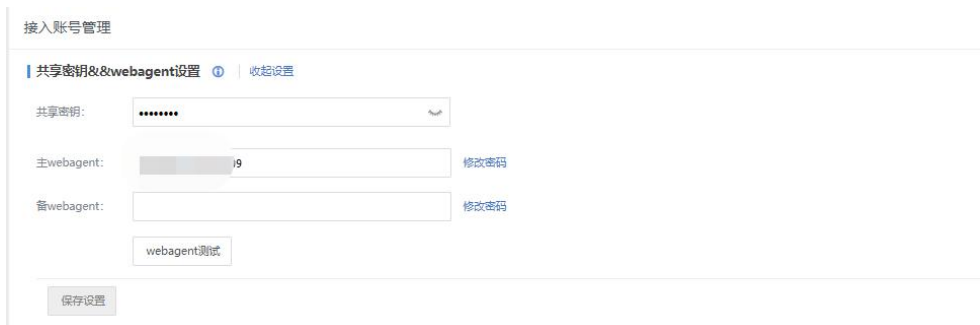 接入账号管理
共享密钥&&webagent设置 收起设置
共享密钥: ••••••••
主webagent: 修改密码
备webagent: 修改密码
webagent测试
保存设置